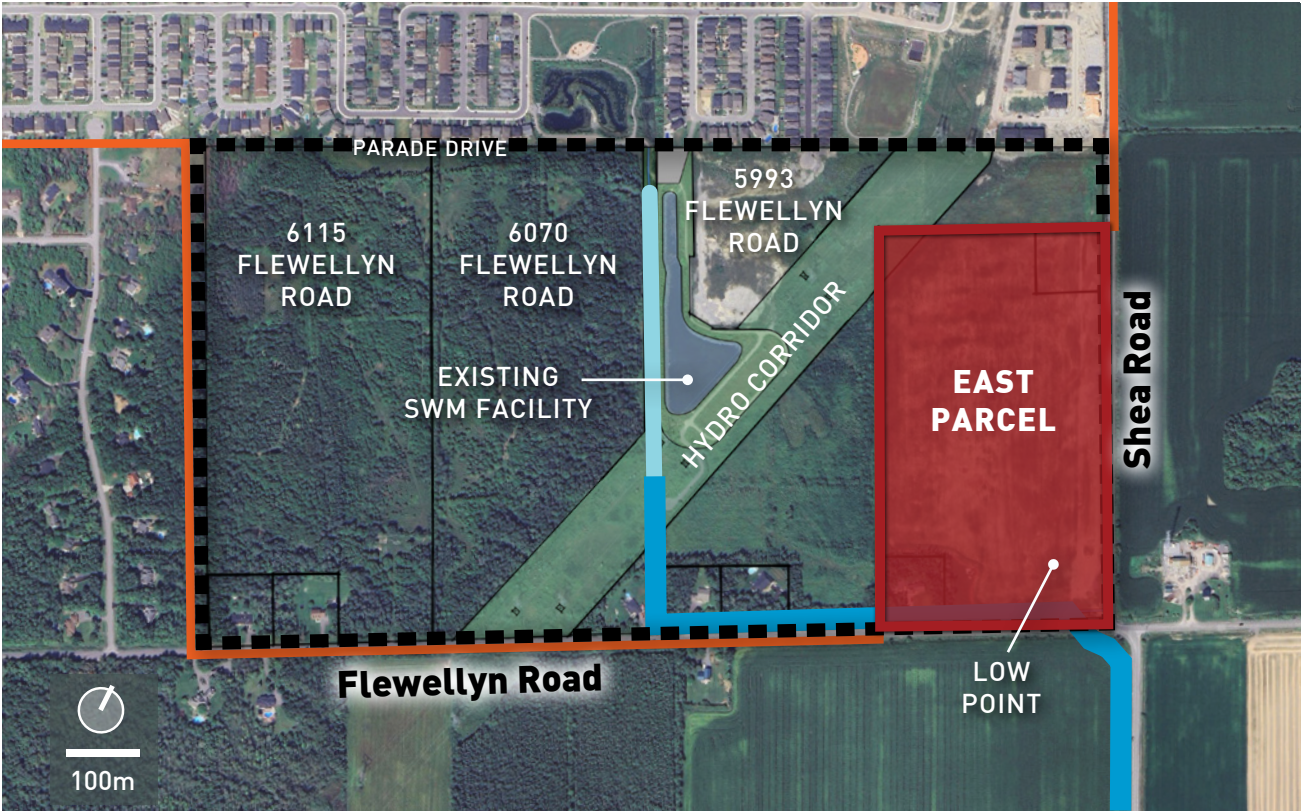 PARADE DRIVE
6115
FLEWELLYN
ROAD
6070
FLEWELLYN
ROAD
5993
FLEWELLYN
ROAD
EXISTING
SWM FACILITY
HYDRO CORRIDOR
EAST
PARCEL
Shea Road
LOW
POINT
Flewellyn Road
100m